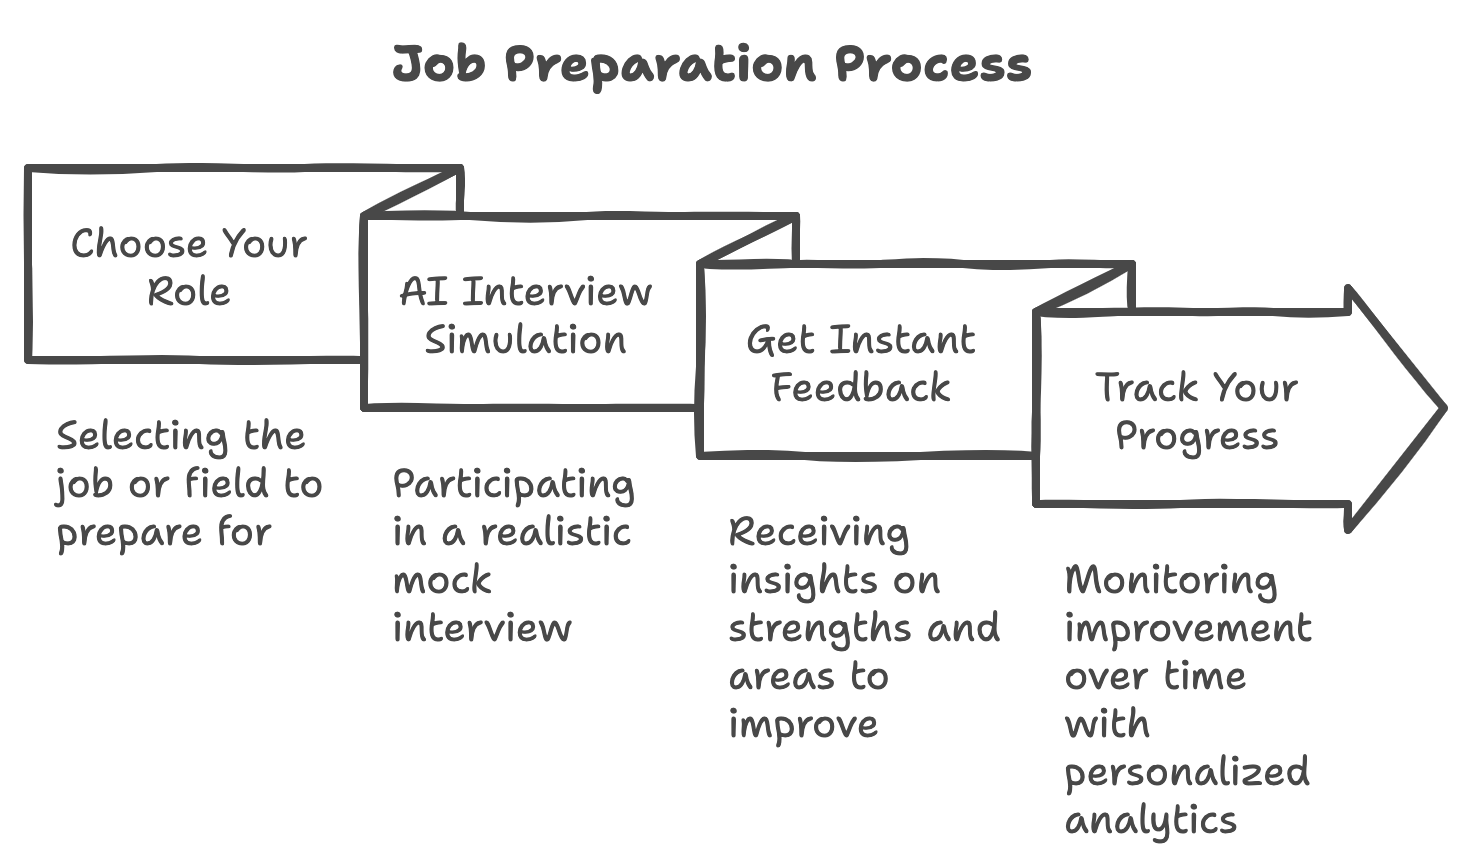 Job Preparation Process
Choose Your
Role
Selecting the
job or field to
prepare for
AI Interview
Simulation
Participating
in a realistic
mock
interview
Get Instant
Feedback
Receiving
insights on
strengths and
areas to
improve
Track Your
Progress
Monitoring
improvement
over time
with
personalized
analytics